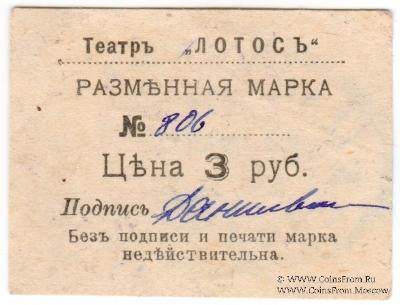 Театръ „ЛОТОСЪ“
РАЗМѢННАЯ МАРКА
№ 806
Цѣна 3 руб.
Подпись
Безъ подписи и печати марка
недѣйствительна.
© WWW.CoinsFrom.Ru
WWW.CoinsFrom.Moscow